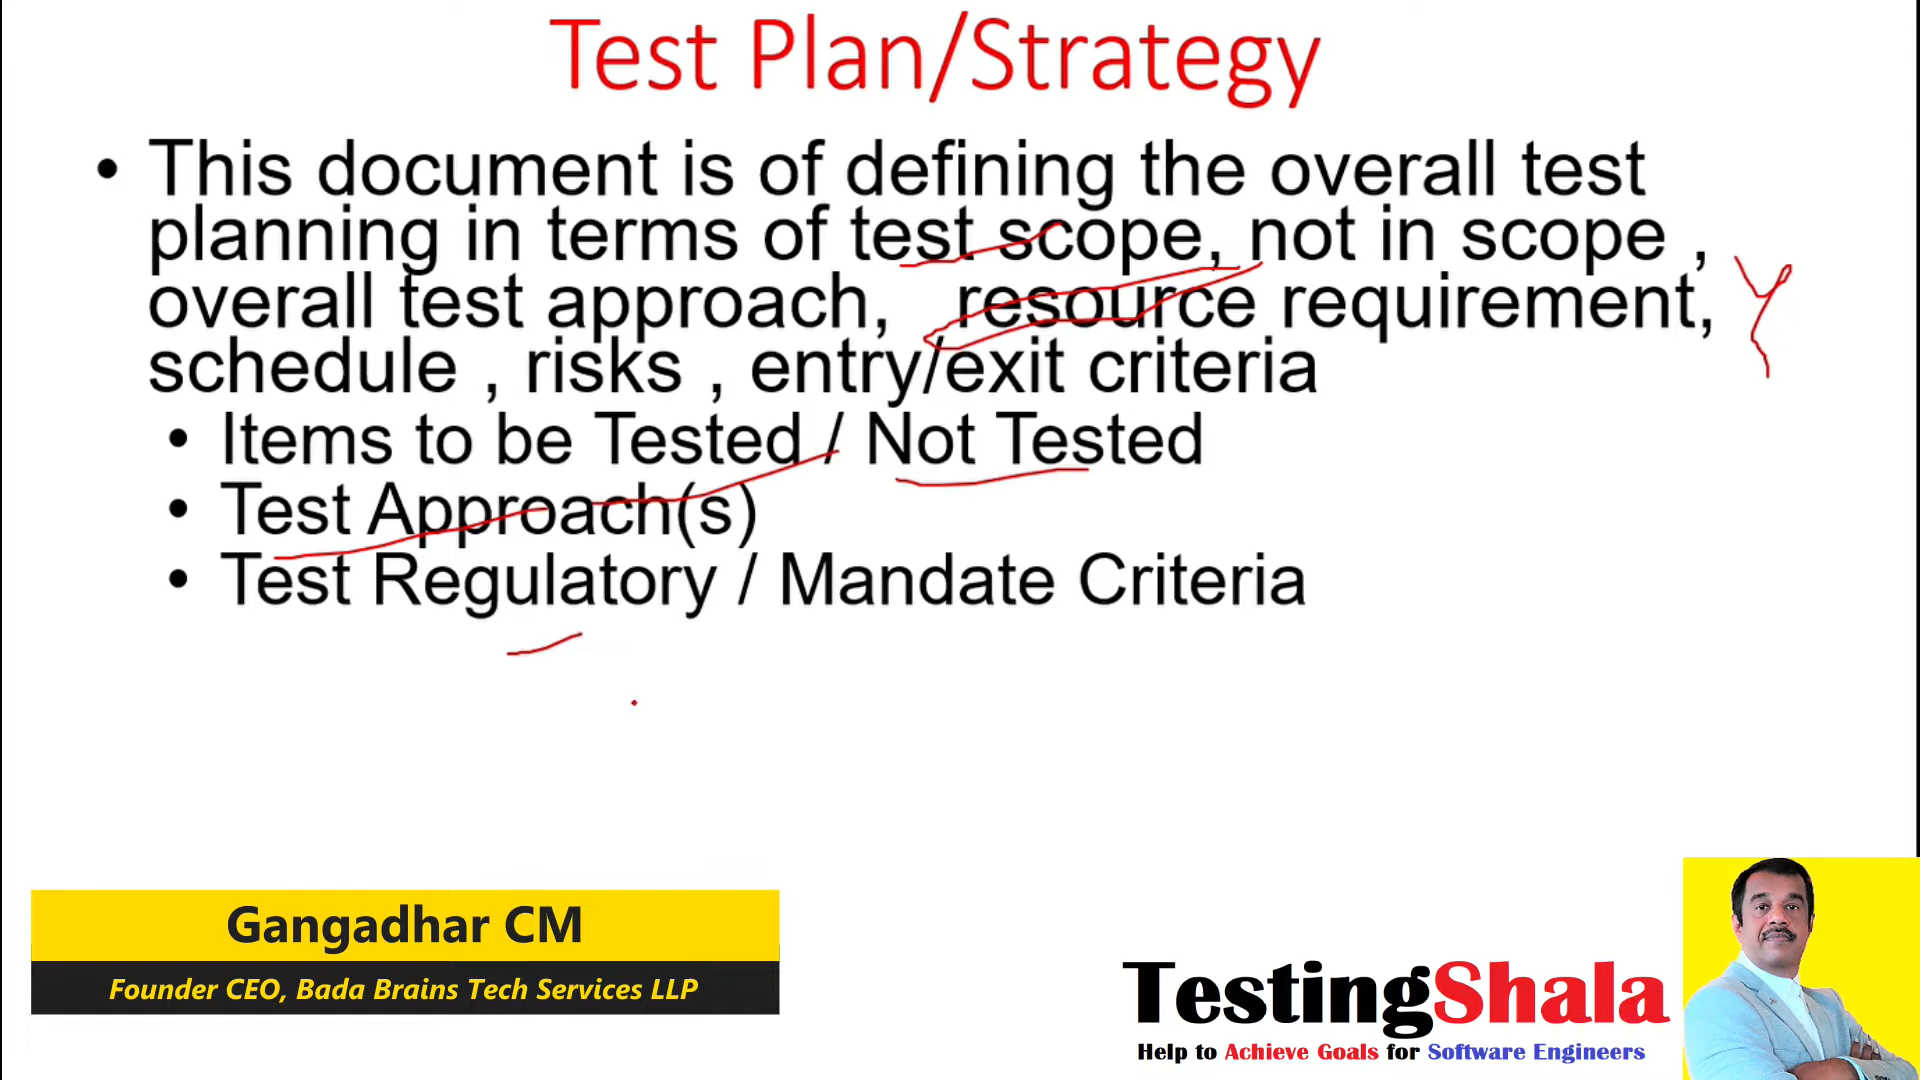 Test Plan/Strategy
• This document is of defining the overall test
planning in terms of test scope, not in scope ,
overall test approach, resource requirement,
schedule , risks , entry/exit criteria
• Items to be Tested / Not Tested
• Test Approach(s)
• Test Regulatory / Mandate Criteria
Gangadhar CM
Founder CEO, Bada Brains Tech Services LLP
TestingShala
Help to Achieve Goals for Software Engineers